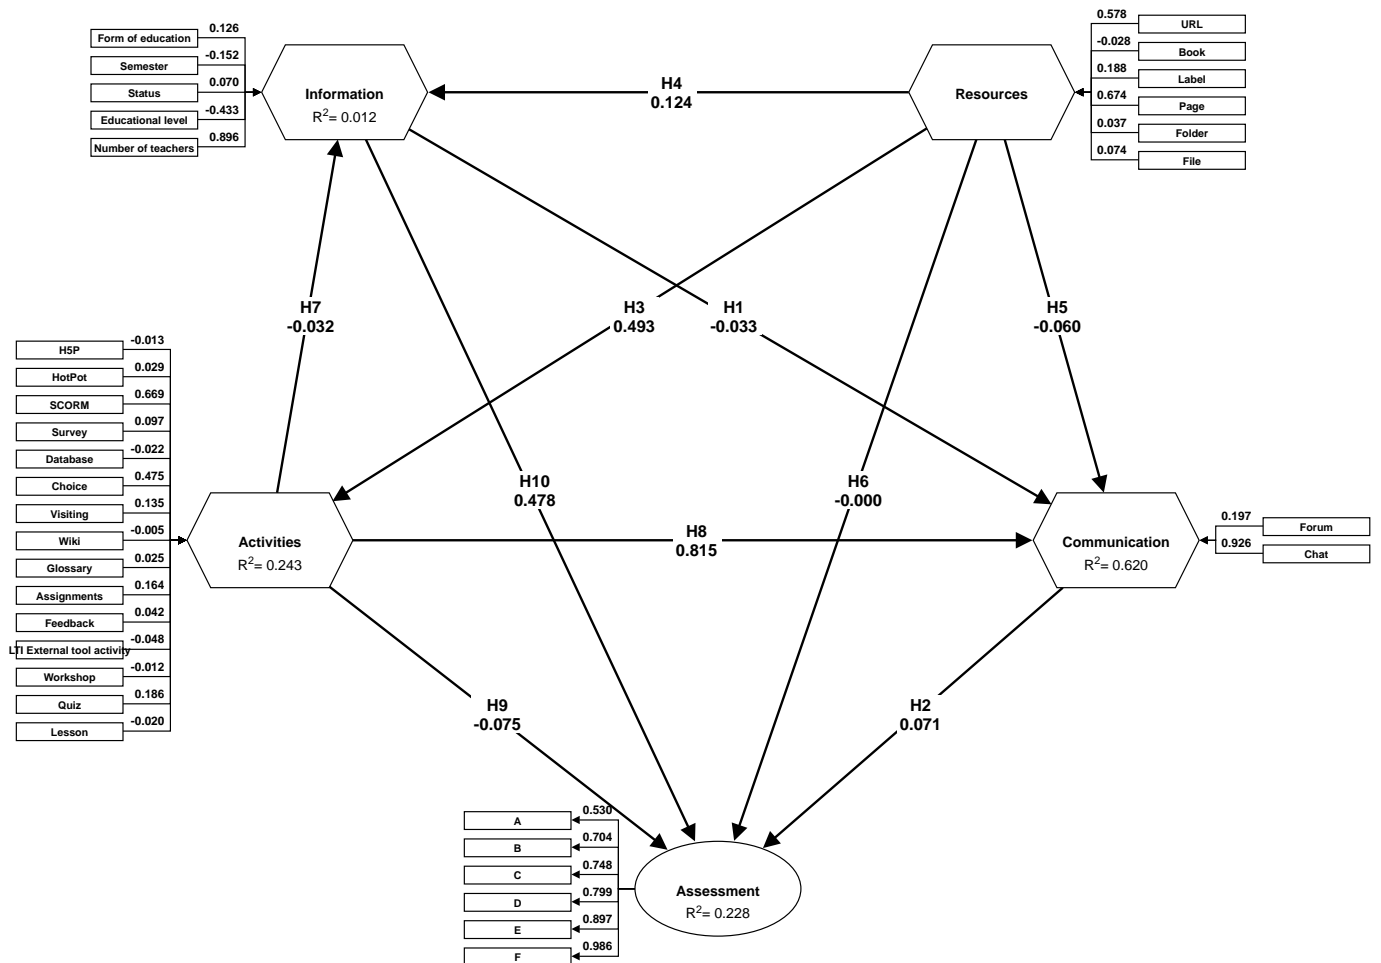 Form of education
0.126
Semester
-0.152
Status
0.070
Educational level
-0.433
Number of teachers
0.896
Information
R²= 0.012
H4
0.124
Resources
URL
0.578
Book
-0.028
Label
0.188
Page
0.674
Folder
0.037
File
0.074
H7
-0.032
H3
0.493
H1
-0.033
H5
-0.060
H5P
-0.013
HotPot
0.029
SCORM
0.669
Survey
0.097
Database
-0.022
Choice
0.475
Visiting
0.135
Wiki
-0.005
Glossary
0.025
Assignments
0.164
Feedback
0.042
LTI External tool activity
-0.048
Workshop
-0.012
Quiz
0.186
Lesson
-0.020
Activities
R²= 0.243
H10
0.478
H6
-0.000
H8
0.815
Communication
R²= 0.620
0.197
Forum
0.926
Chat
H9
-0.075
H2
0.071
A
0.530
B
0.704
C
0.748
D
0.799
E
0.897
F
0.986
Assessment
R²= 0.228